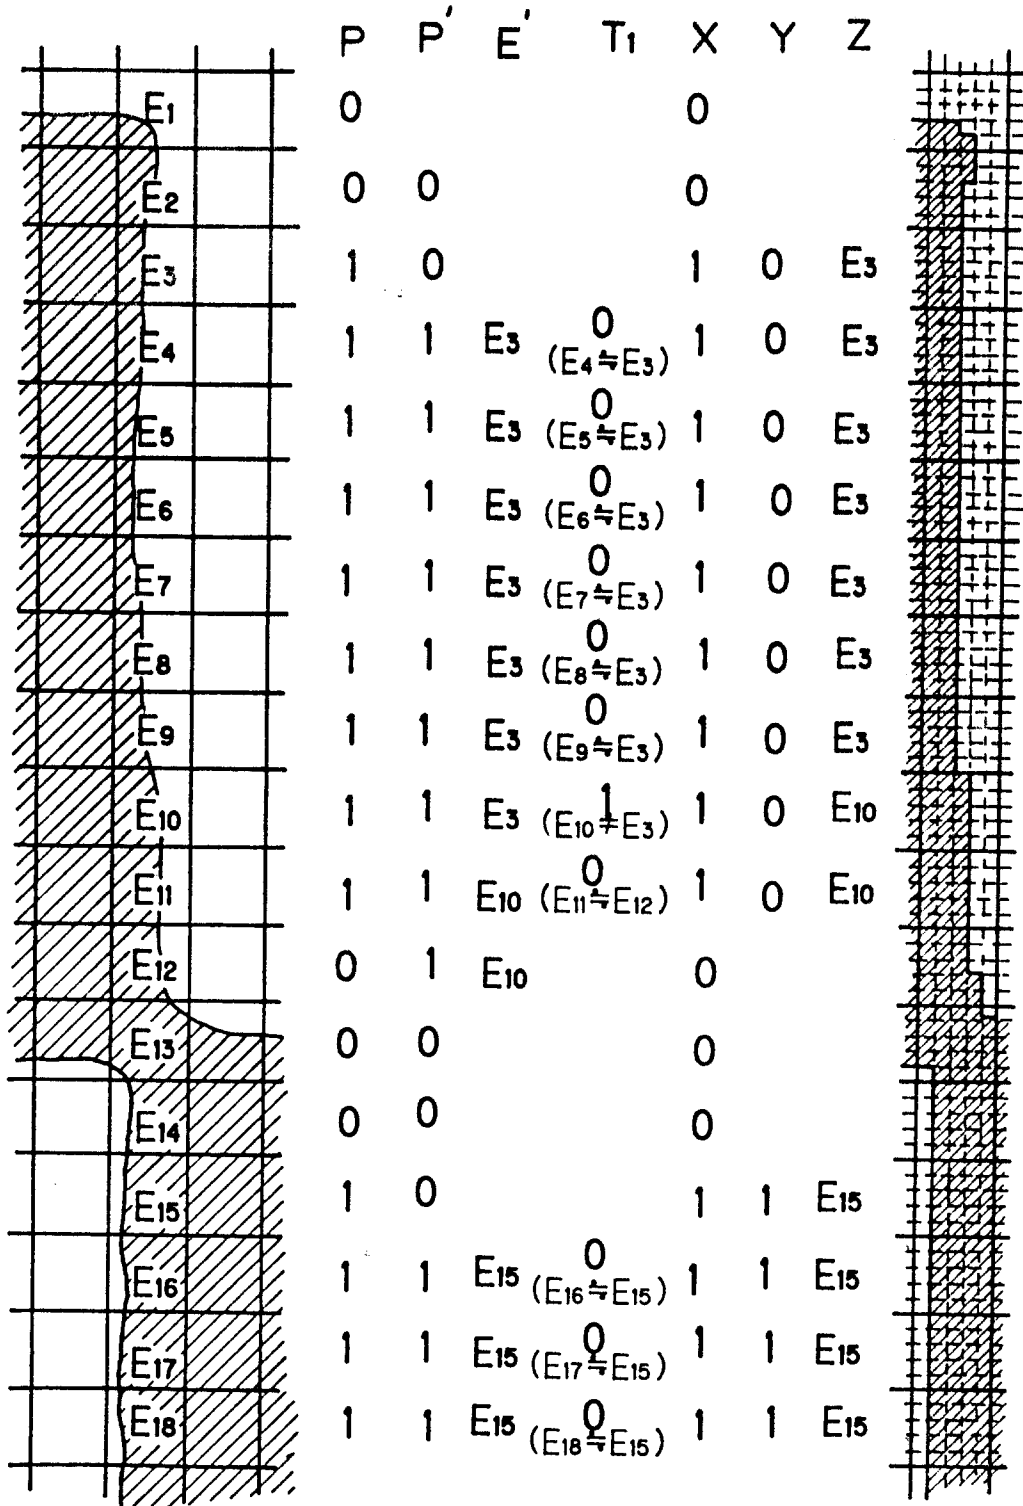 P P' E' T1 X Y Z
E1 0 0
E2 0 0 0
E3 1 0 1 0 E3
E4 1 1 E3 0 (E4≒E3) 1 0 E3
E5 1 1 E3 0 (E5≒E3) 1 0 E3
E6 1 1 E3 0 (E6≒E3) 1 0 E3
E7 1 1 E3 0 (E7≒E3) 1 0 E3
E8 1 1 E3 0 (E8≒E3) 1 0 E3
E9 1 1 E3 0 (E9≒E3) 1 0 E3
E10 1 1 E3 1 (E10≠E3) 1 0 E10
E11 1 1 E10 0 (E11≒E12) 1 0 E10
E12 0 1 E10 0
E13 0 0 0
E14 0 0 0
E15 1 0 1 1 E15
E16 1 1 E15 0 (E16≒E15) 1 1 E15
E17 1 1 E15 0 (E17≒E15) 1 1 E15
E18 1 1 E15 0 (E18≒E15) 1 1 E15